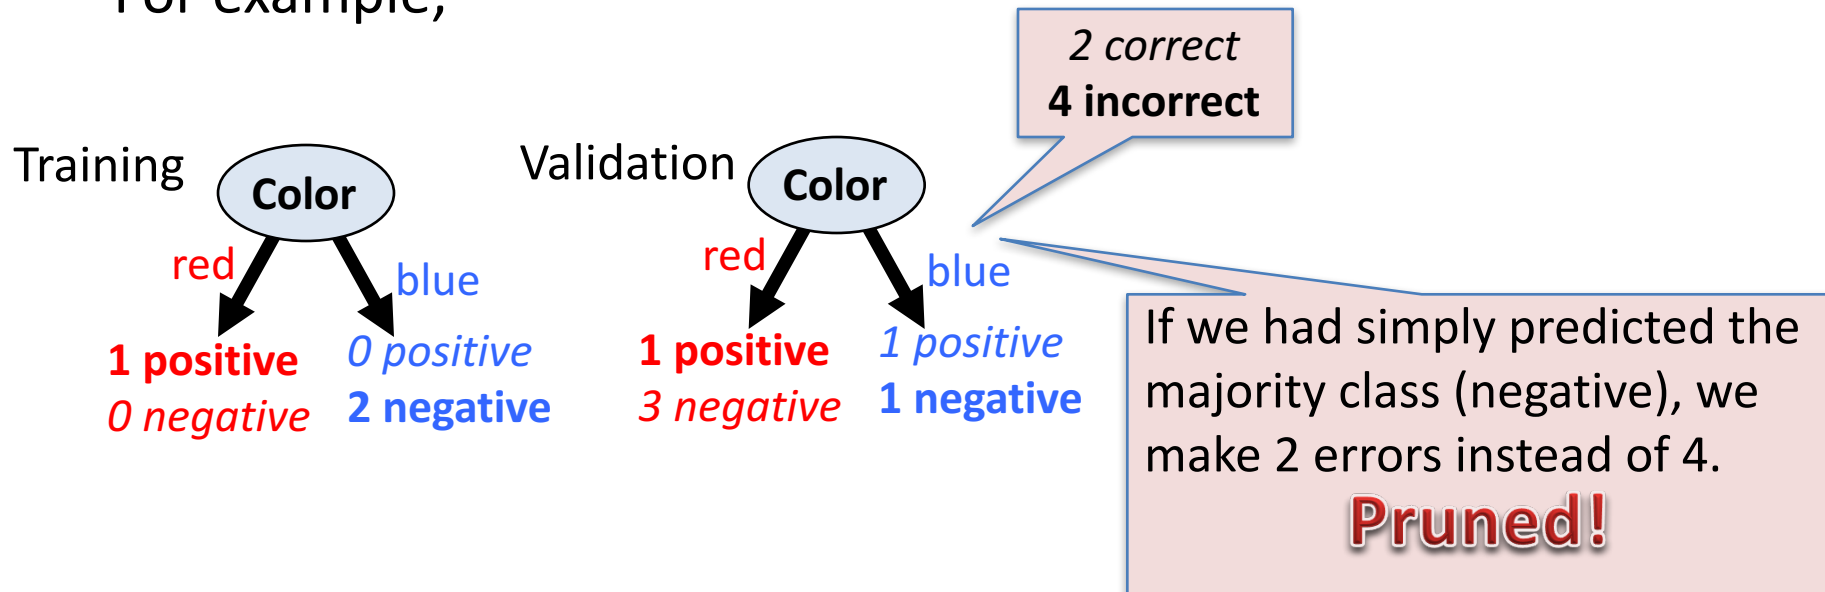 For example,
2 correct
4 incorrect
Training
Color
red
blue
1 positive
0 negative
0 positive
2 negative
Validation
Color
red
blue
1 positive
3 negative
1 positive
1 negative
If we had simply predicted the
majority class (negative), we
make 2 errors instead of 4.
Pruned!